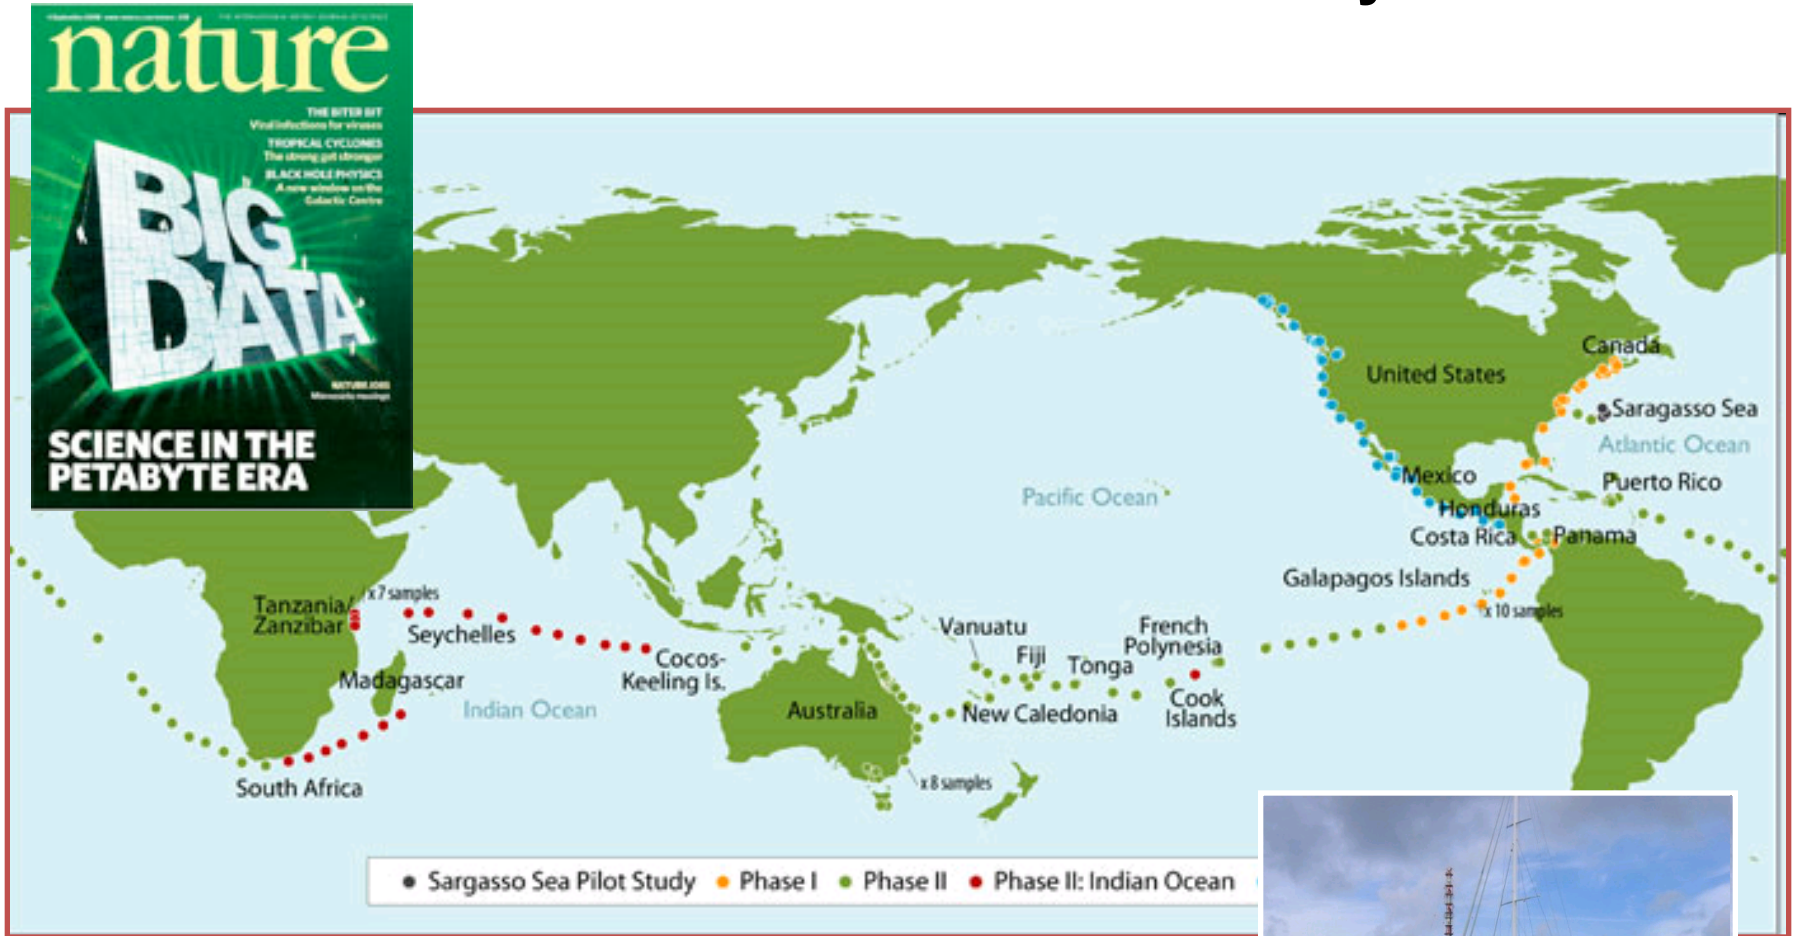 nature
THE BITER BIT
Viral infections for viruses
TROPICAL CYCLONES
The strong get stronger
BLACK HOLE PHYSICS
A new window on the
Galactic Centre
BIG
DATA
NATURE JOBS
Minnesota musings
SCIENCE IN THE
PETABYTE ERA
Canada
United States
Saragasso Sea
Atlantic Ocean
Mexico
Puerto Rico
Pacific Ocean
Honduras
Costa Rica
Panama
Galapagos Islands
x 10 samples
x 7 samples
Tanzania/
Zanzibar
Seychelles
Cocos-
Keeling Is.
Madagascar
Indian Ocean
South Africa
Australia
x 8 samples
Vanuatu
Fiji
Tonga
French
Polynesia
Cook
Islands
New Caledonia
Sargasso Sea Pilot Study
Phase I
Phase II
Phase II: Indian Ocean